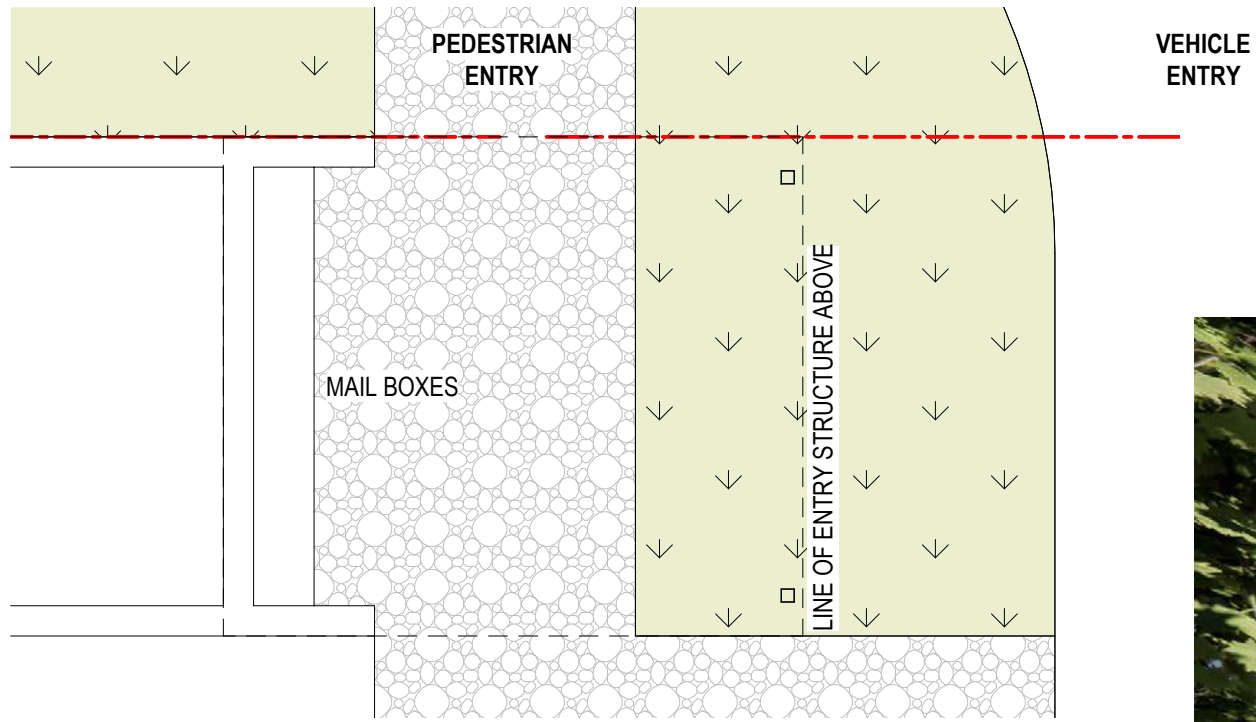 PEDESTRIAN
ENTRY
VEHICLE
ENTRY
MAIL BOXES
LINE OF ENTRY STRUCTURE ABOVE